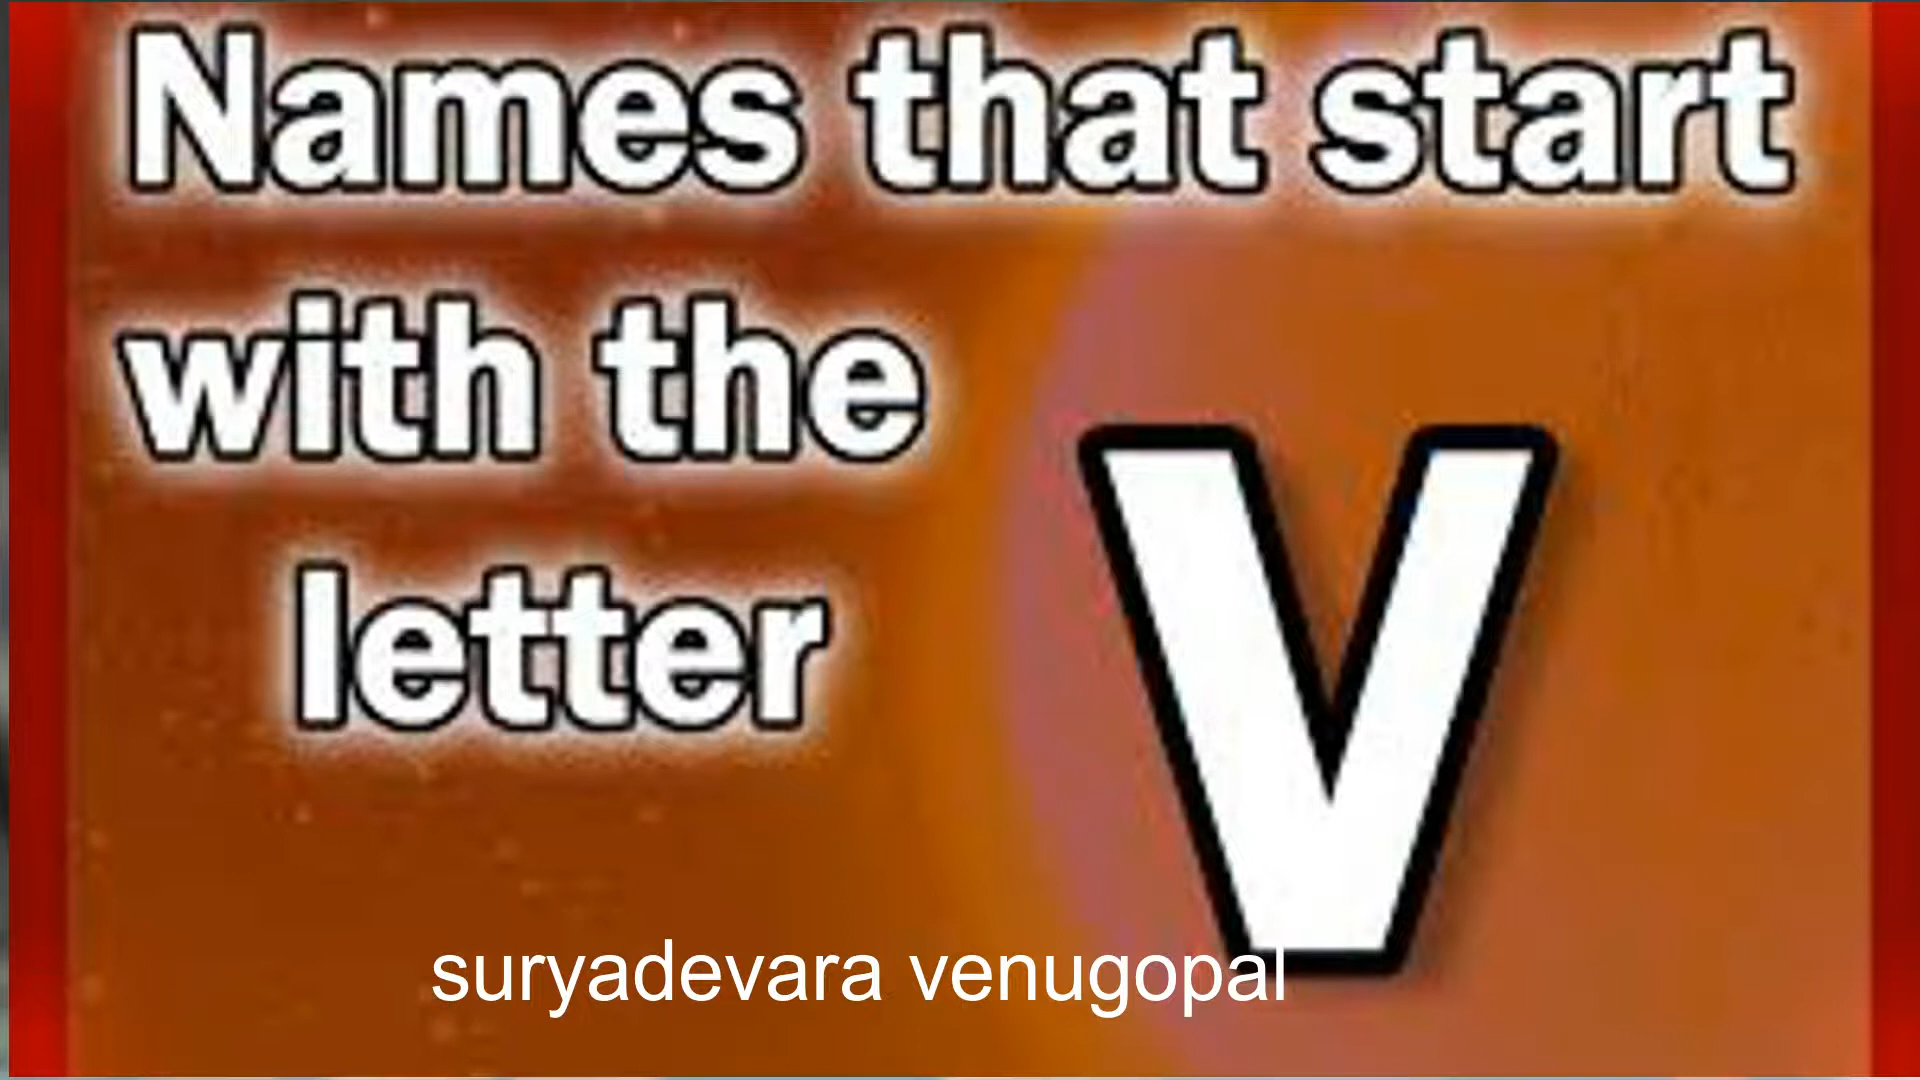 Names that start
with the
letter
V
suryadevara venugopal